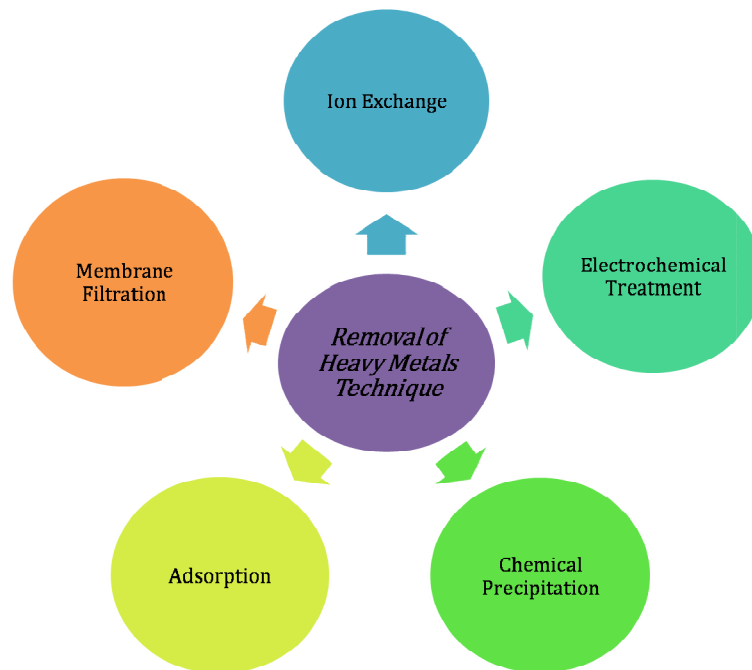 Ion Exchange
Electrochemical
Treatment
Membrane
Filtration
Removal of
Heavy Metals
Technique
Adsorption
Chemical
Precipitation